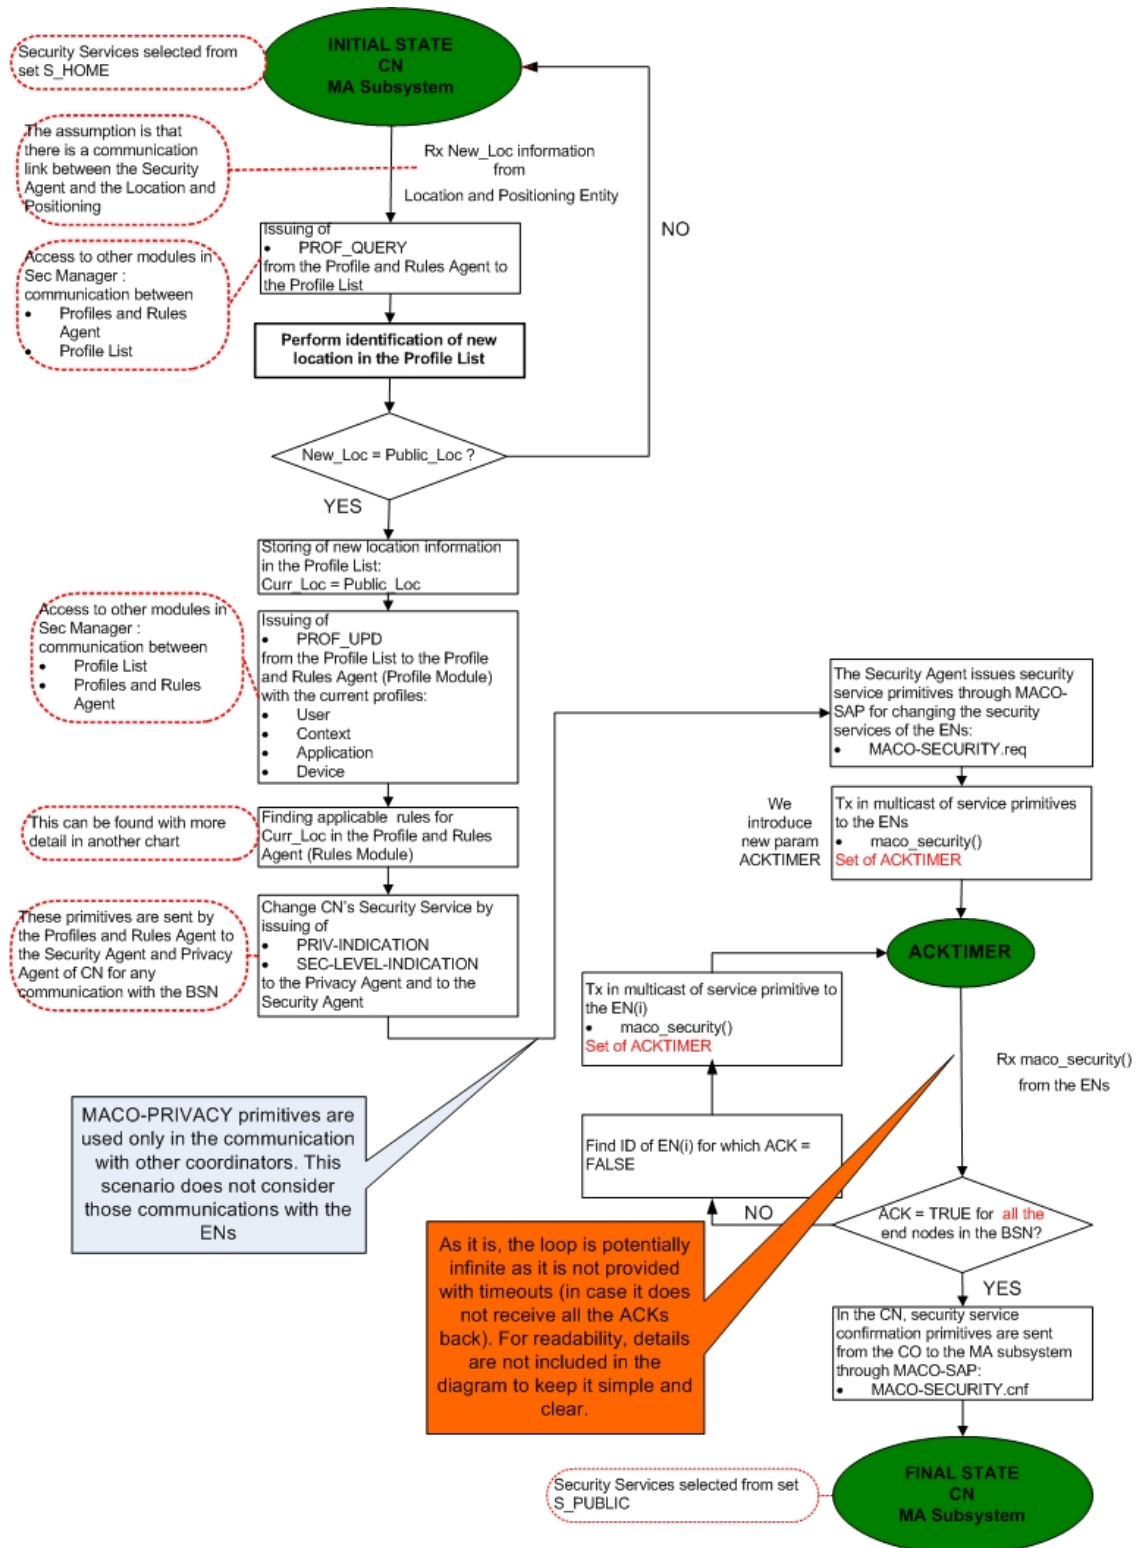 INITIAL STATE
CN
MA Subsystem
Security Services selected from
set S_HOME
The assumption is that
there is a communication
link between the Security
Agent and the Location and
Positioning
Rx New_Loc information
from
Location and Positioning Entity
NO
Issuing of
• PROF_QUERY
from the Profile and Rules Agent to
the Profile List
Access to other modules in
Sec Manager :
communication between
• Profiles and Rules
Agent
• Profile List
Perform identification of new
location in the Profile List
New_Loc = Public_Loc ?
YES
Storing of new location information
in the Profile List:
Curr_Loc = Public_Loc
Access to other modules in
Sec Manager :
communication between
• Profile List
• Profiles and Rules
Agent
Issuing of
• PROF_UPD
from the Profile List to the Profile
and Rules Agent (Profile Module)
with the current profiles:
• User
• Context
• Application
• Device
This can be found with more
detail in another chart
Finding applicable rules for
Curr_Loc in the Profile and Rules
Agent (Rules Module)
These primitives are sent by
the Profiles and Rules Agent to
the Security Agent and Privacy
Agent of CN for any
communication with the BSN
Change CN's Security Service by
issuing of
• PRIV-INDICATION
• SEC-LEVEL-INDICATION
to the Privacy Agent and to the
Security Agent
MACO-PRIVACY primitives are
used only in the communication
with other coordinators. This
scenario does not consider
those communications with the
ENs
The Security Agent issues security
service primitives through MACO-
SAP for changing the security
services of the ENs:
• MACO-SECURITY.req
We
introduce
new param
ACKTIMER
Tx in multicast of service primitives
to the ENs
• maco_security()
Set of ACKTIMER
ACKTIMER
Tx in multicast of service primitive to
the EN(i)
• maco_security()
Set of ACKTIMER
Rx maco_security()
from the ENs
Find ID of EN(i) for which ACK =
FALSE
NO
ACK = TRUE for all the
end nodes in the BSN?
YES
As it is, the loop is potentially
infinite as it is not provided
with timeouts (in case it does
not receive all the ACKs
back). For readability, details
are not included in the
diagram to keep it simple and
clear.
In the CN, security service
confirmation primitives are sent
from the CO to the MA subsystem
through MACO-SAP:
• MACO-SECURITY.cnf
Security Services selected from set
S_PUBLIC
FINAL STATE
CN
MA Subsystem